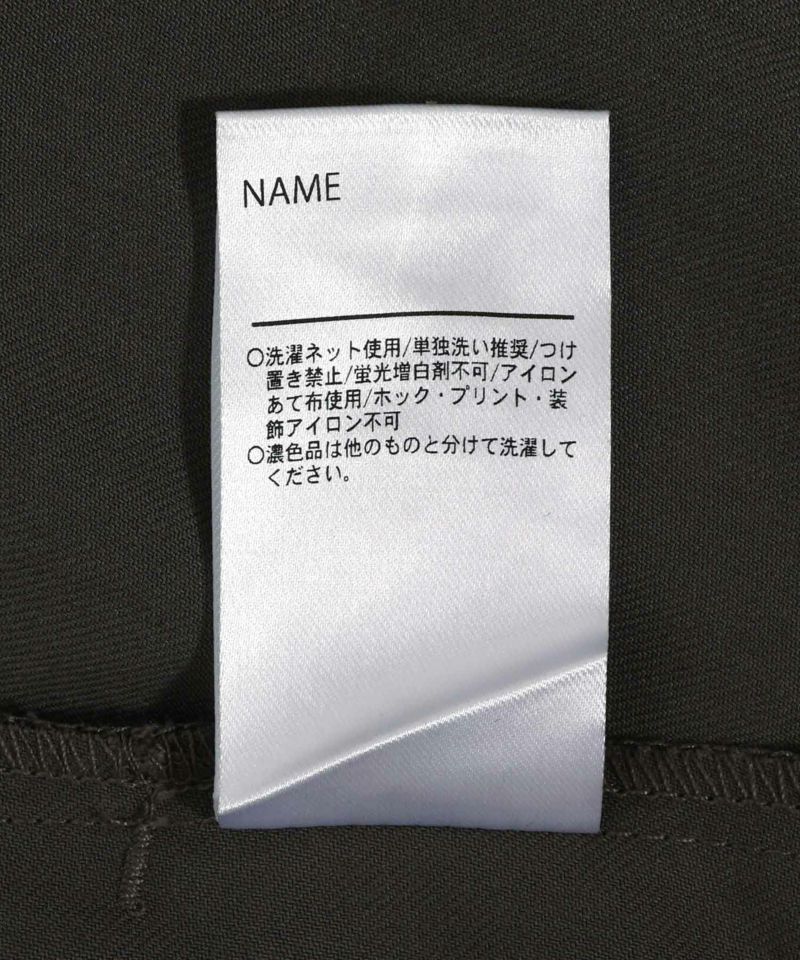 NAME
○洗濯ネット使用/単独洗い推奨/つけ
置き禁止/蛍光増白剤不可/アイロン
あて布使用/ホック・プリント・装
飾アイロン不可
○濃色品は他のものと分けて洗濯して
ください。